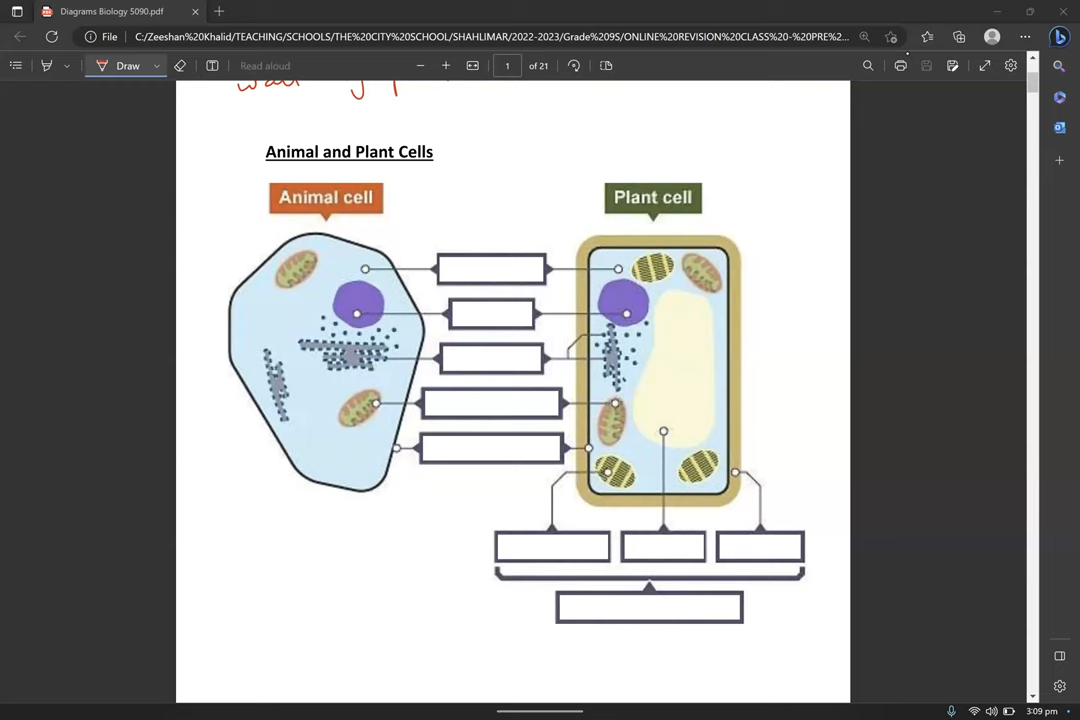 Diagrams Biology 5090.pdf
File
C:/Zeeshan%20Khalid/TEACHING/SCHOOLS/THE%20CITY%20SCHOOL/SHAHLIMAR/2022-2023/Grade%209S/ONLINE%20REVISION%20CLASS%20-%20PRE%...
Draw
Read aloud
1 of 21
Animal and Plant Cells
Animal cell
Plant cell
3:09 pm